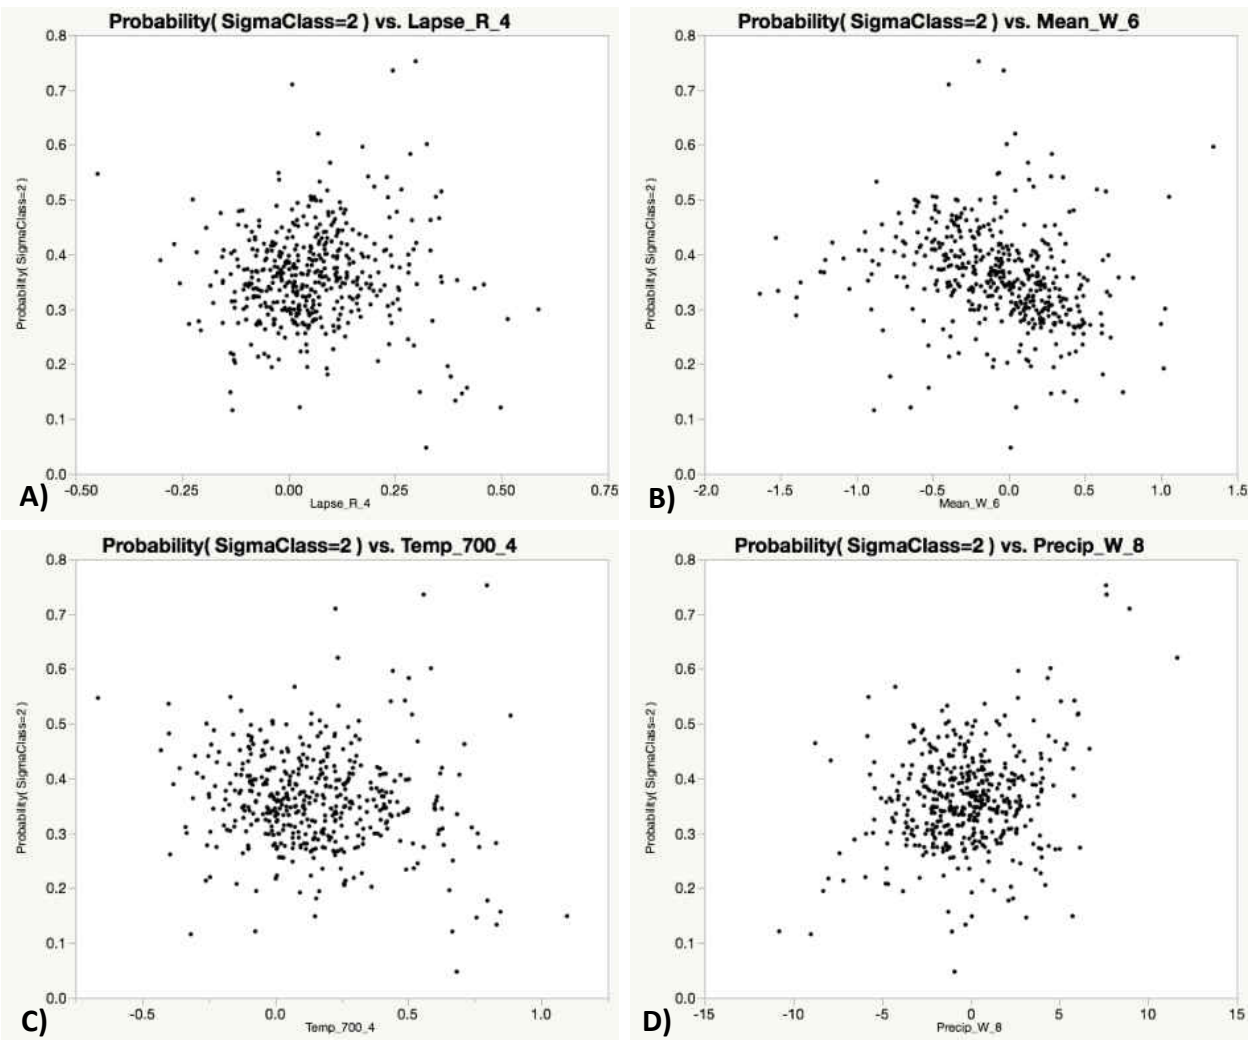 Probability( SigmaClass=2 ) vs. Lapse_R_4
0.8
0.7
0.6
0.5
0.4
0.3
0.2
0.1
0.0
Probability( SigmaClass=2 )
-0.50 -0.25 0.00 0.25 0.50 0.75
Lapse_R_4
A)
Probability( SigmaClass=2 ) vs. Mean_W_6
0.8
0.7
0.6
0.5
0.4
0.3
0.2
0.1
0.0
Probability( SigmaClass=2 )
-2.0 -1.5 -1.0 -0.5 0.0 0.5 1.0 1.5
Mean_W_6
B)
Probability( SigmaClass=2 ) vs. Temp_700_4
0.8
0.7
0.6
0.5
0.4
0.3
0.2
0.1
0.0
Probability( SigmaClass=2 )
-0.5 0.0 0.5 1.0
Temp_700_4
C)
Probability( SigmaClass=2 ) vs. Precip_W_8
0.8
0.7
0.6
0.5
0.4
0.3
0.2
0.1
0.0
Probability( SigmaClass=2 )
-15 -10 -5 0 5 10 15
Precip_W_8
D)